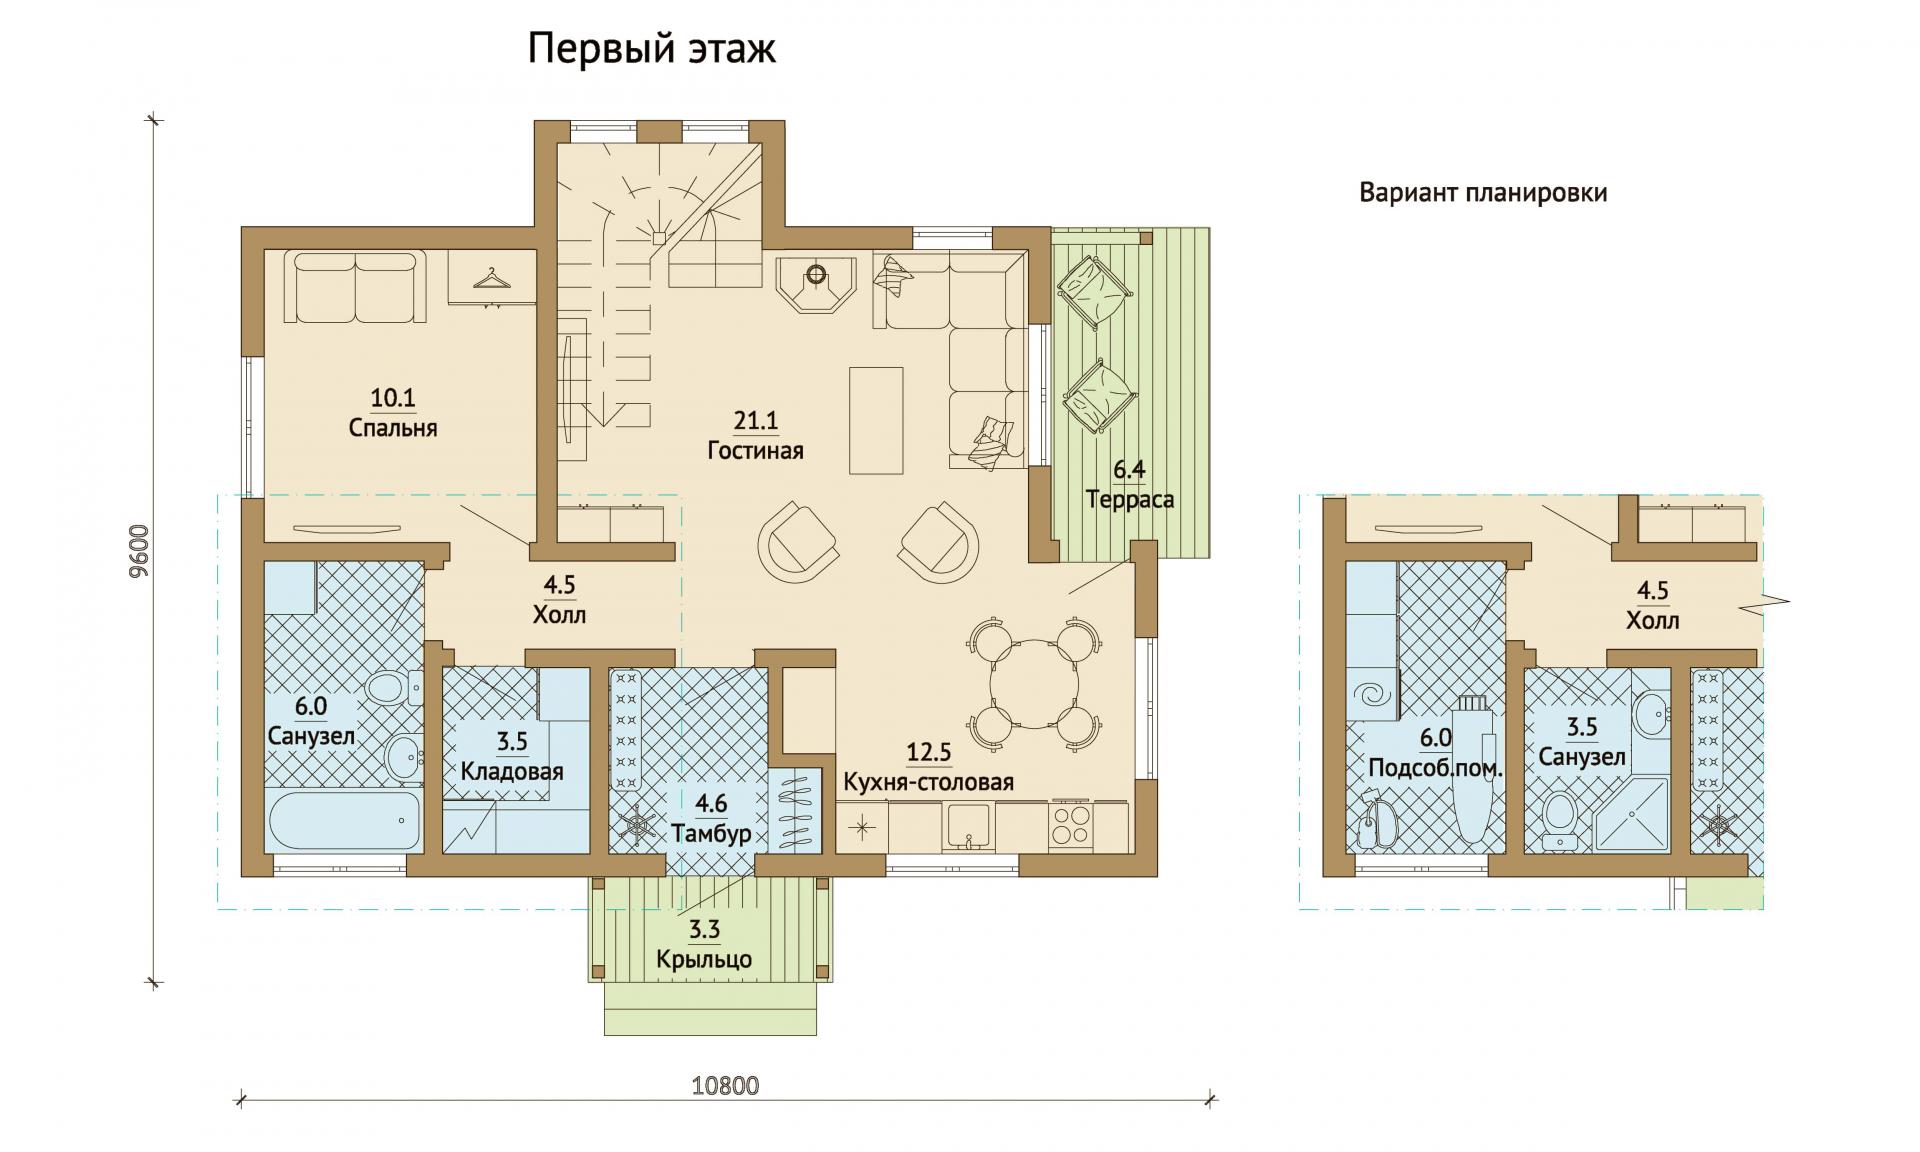 Первый этаж
Вариант планировки
10.1
Спальня
21.1
Гостиная
6.4
Терраса
9600
4.5
Холл
6.0
Санузел
3.5
Кладовая
4.6
Тамбур
12.5
Кухня-столовая
3.3
Крыльцо
10800
4.5
Холл
6.0
Подсоб.пом.
3.5
Санузел